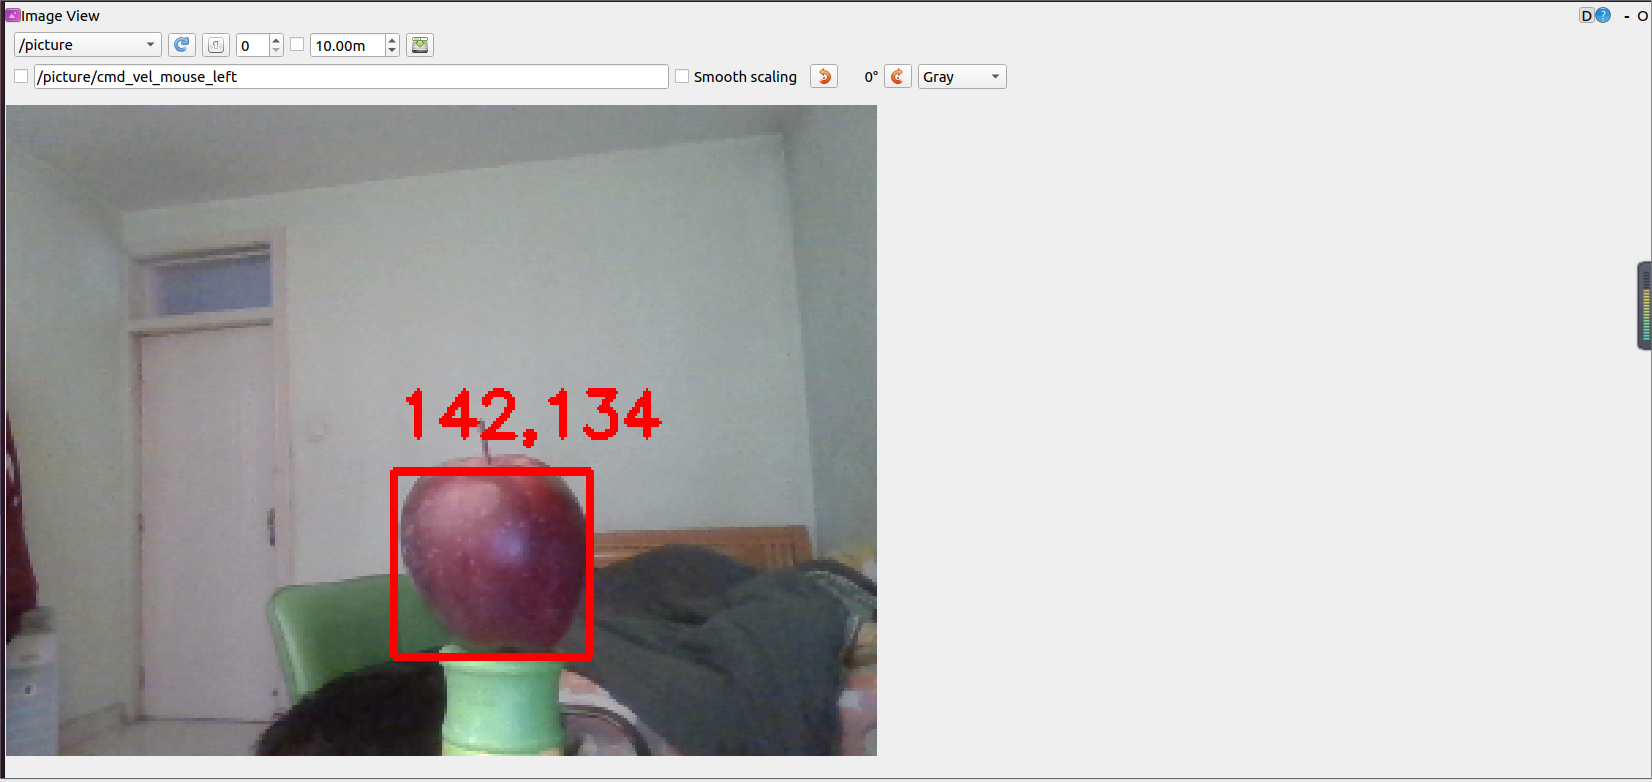 Image View
D ? - O
/picture
0
10.00m
/picture/cmd_vel_mouse_left
Smooth scaling
0°
Gray
142,134